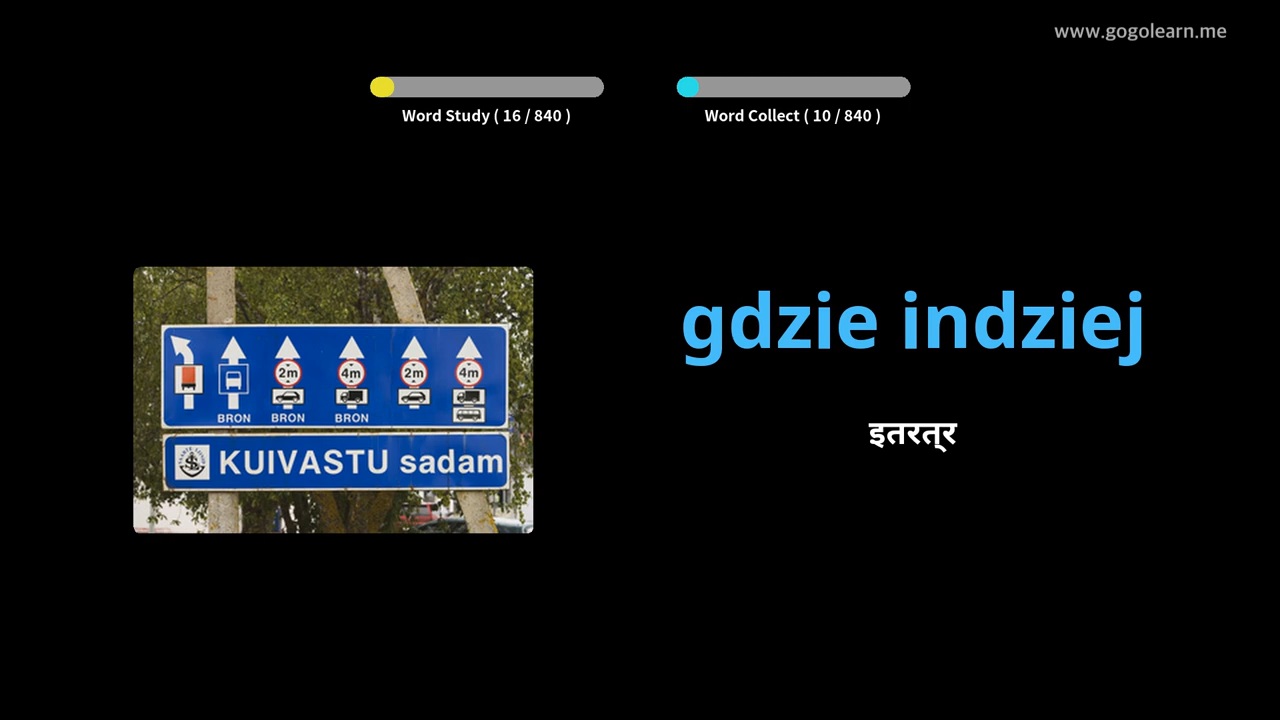 www.gogolearn.me
Word Study ( 16 / 840 )
Word Collect ( 10 / 840 )
gdzie indziej
इतरत्र
2m
4m
2m
4m
BRON
BRON
BRON
KUIVASTU sadam